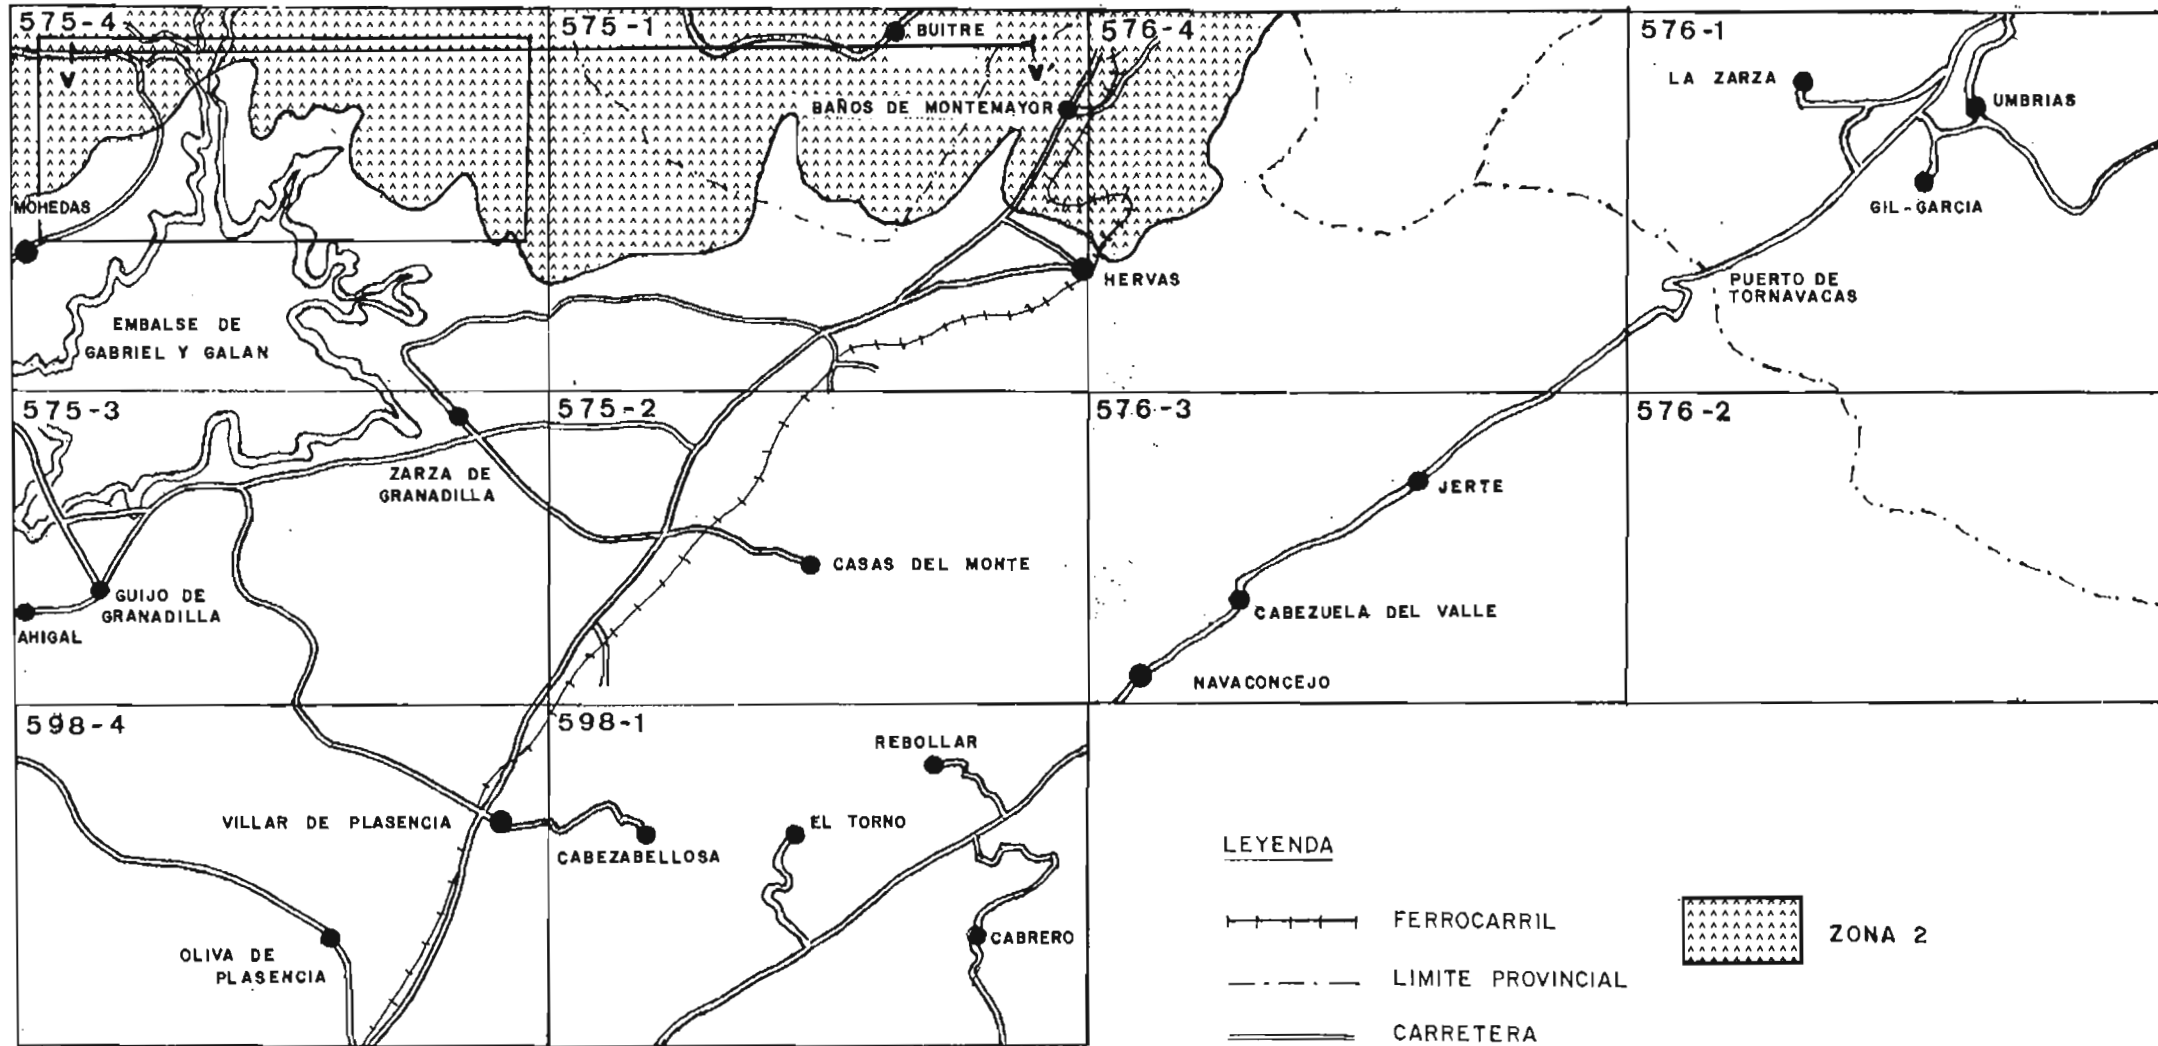 575-4
575-1
BUITRE
576-4
576-1
V
V'
LA ZARZA
UMBRIAS
BAÑOS DE MONTEMAYOR
MOHEDAS
GIL-GARCIA
HERVAS
PUERTO DE
TORNAVACAS
EMBALSE DE
GABRIEL Y GALAN
575-3
575-2
576-3
576-2
ZARZA DE
GRANADILLA
JERTE
CASAS DEL MONTE
GUIJO DE
GRANADILLA
AHIGAL
CABEZUELA DEL VALLE
NAVACONCEJO
598-4
598-1
REBOLLAR
VILLAR DE PLASENCIA
EL TORNO
CABEZABELLOSA
CABRERO
OLIVA DE
PLASENCIA
LEYENDA
FERROCARRIL
ZONA 2
LIMITE PROVINCIAL
CARRETERA